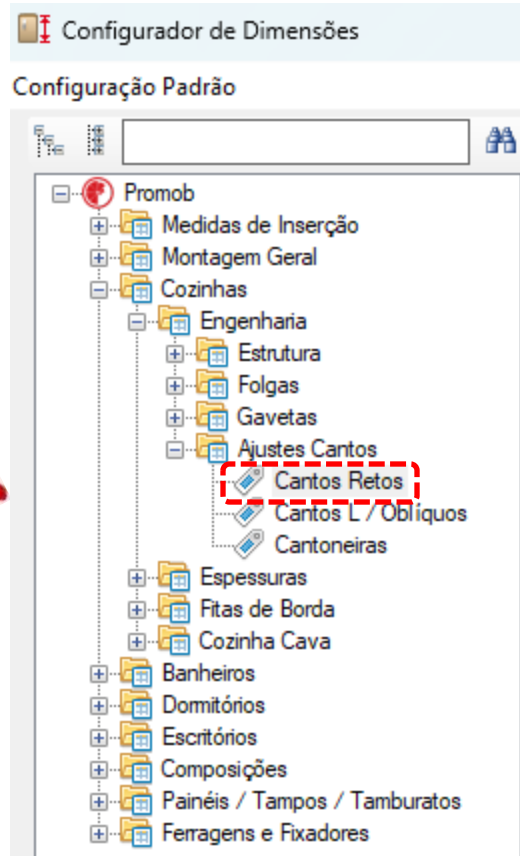 Configurador de Dimensões
Configuração Padrão
Promob
Medidas de Inserção
Montagem Geral
Cozinhas
Engenharia
Estrutura
Folgas
Gavetas
Ajustes Cantos
Cantos Retos
Cantos L / Oblíquos
Cantoneiras
Espessuras
Fitas de Borda
Cozinha Cava
Banheiros
Dormitórios
Escritórios
Composições
Painéis / Tampos / Tamburatos
Ferragens e Fixadores